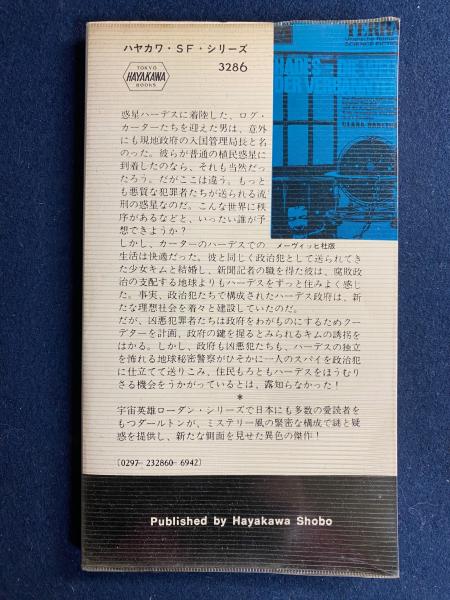 ハヤカワ・SF・シリーズ
TOKYO
HAYAKAWA
BOOKS
3286
TERRA
SCIENCE FICTION
HADES - DIE WELT
DER VERBANNTEN
CLARK DARLTON
メーヴィッヒ社版
惑星ハーデスに着陸した、ログ・
カーターたちを迎えた男は、意外
にも現地政府の入国管理局長と名
のった。彼らが普通の植民惑星に
到着したのなら、それも当然だっ
たろう。だがここは違う。もっと
も悪質な犯罪者たちが送られる流
刑の惑星なのだ。こんな世界に秩
序があるなどと、いったい誰が予
想できようか？
しかし、カーターのハーデスでの
生活は快適だった。彼と同じく政治犯として送られてき
た少女キムと結婚し、新聞記者の職を得た彼は、腐敗政
治の支配する地球よりもハーデスをずっと住みよく感じ
た。事実、政治犯たちで構成されたハーデス政府は、新
たな理想社会を着々と建設していたのだ。
だが、凶悪犯罪者たちは政府をわがものにするためクー
デターを計画、政府の鍵を握るとみられるキムの誘拐を
はかる。しかし、政府も凶悪犯たちも、ハーデスの独立
を怖れる地球秘密警察がひそかに一人のスパイを政治犯
に仕立てて送りこみ、住民もろともハーデスをほうむり
さる機会をうかがっているとは、露知らなかった！
＊
宇宙英雄ローダン・シリーズで日本にも多数の愛読者を
もつダールトンが、ミステリー風の緊密な構成で謎と疑
惑を提供し、新たな側面を見せた異色の傑作！
〔0297-232860-6942〕
Published by Hayakawa Shobo